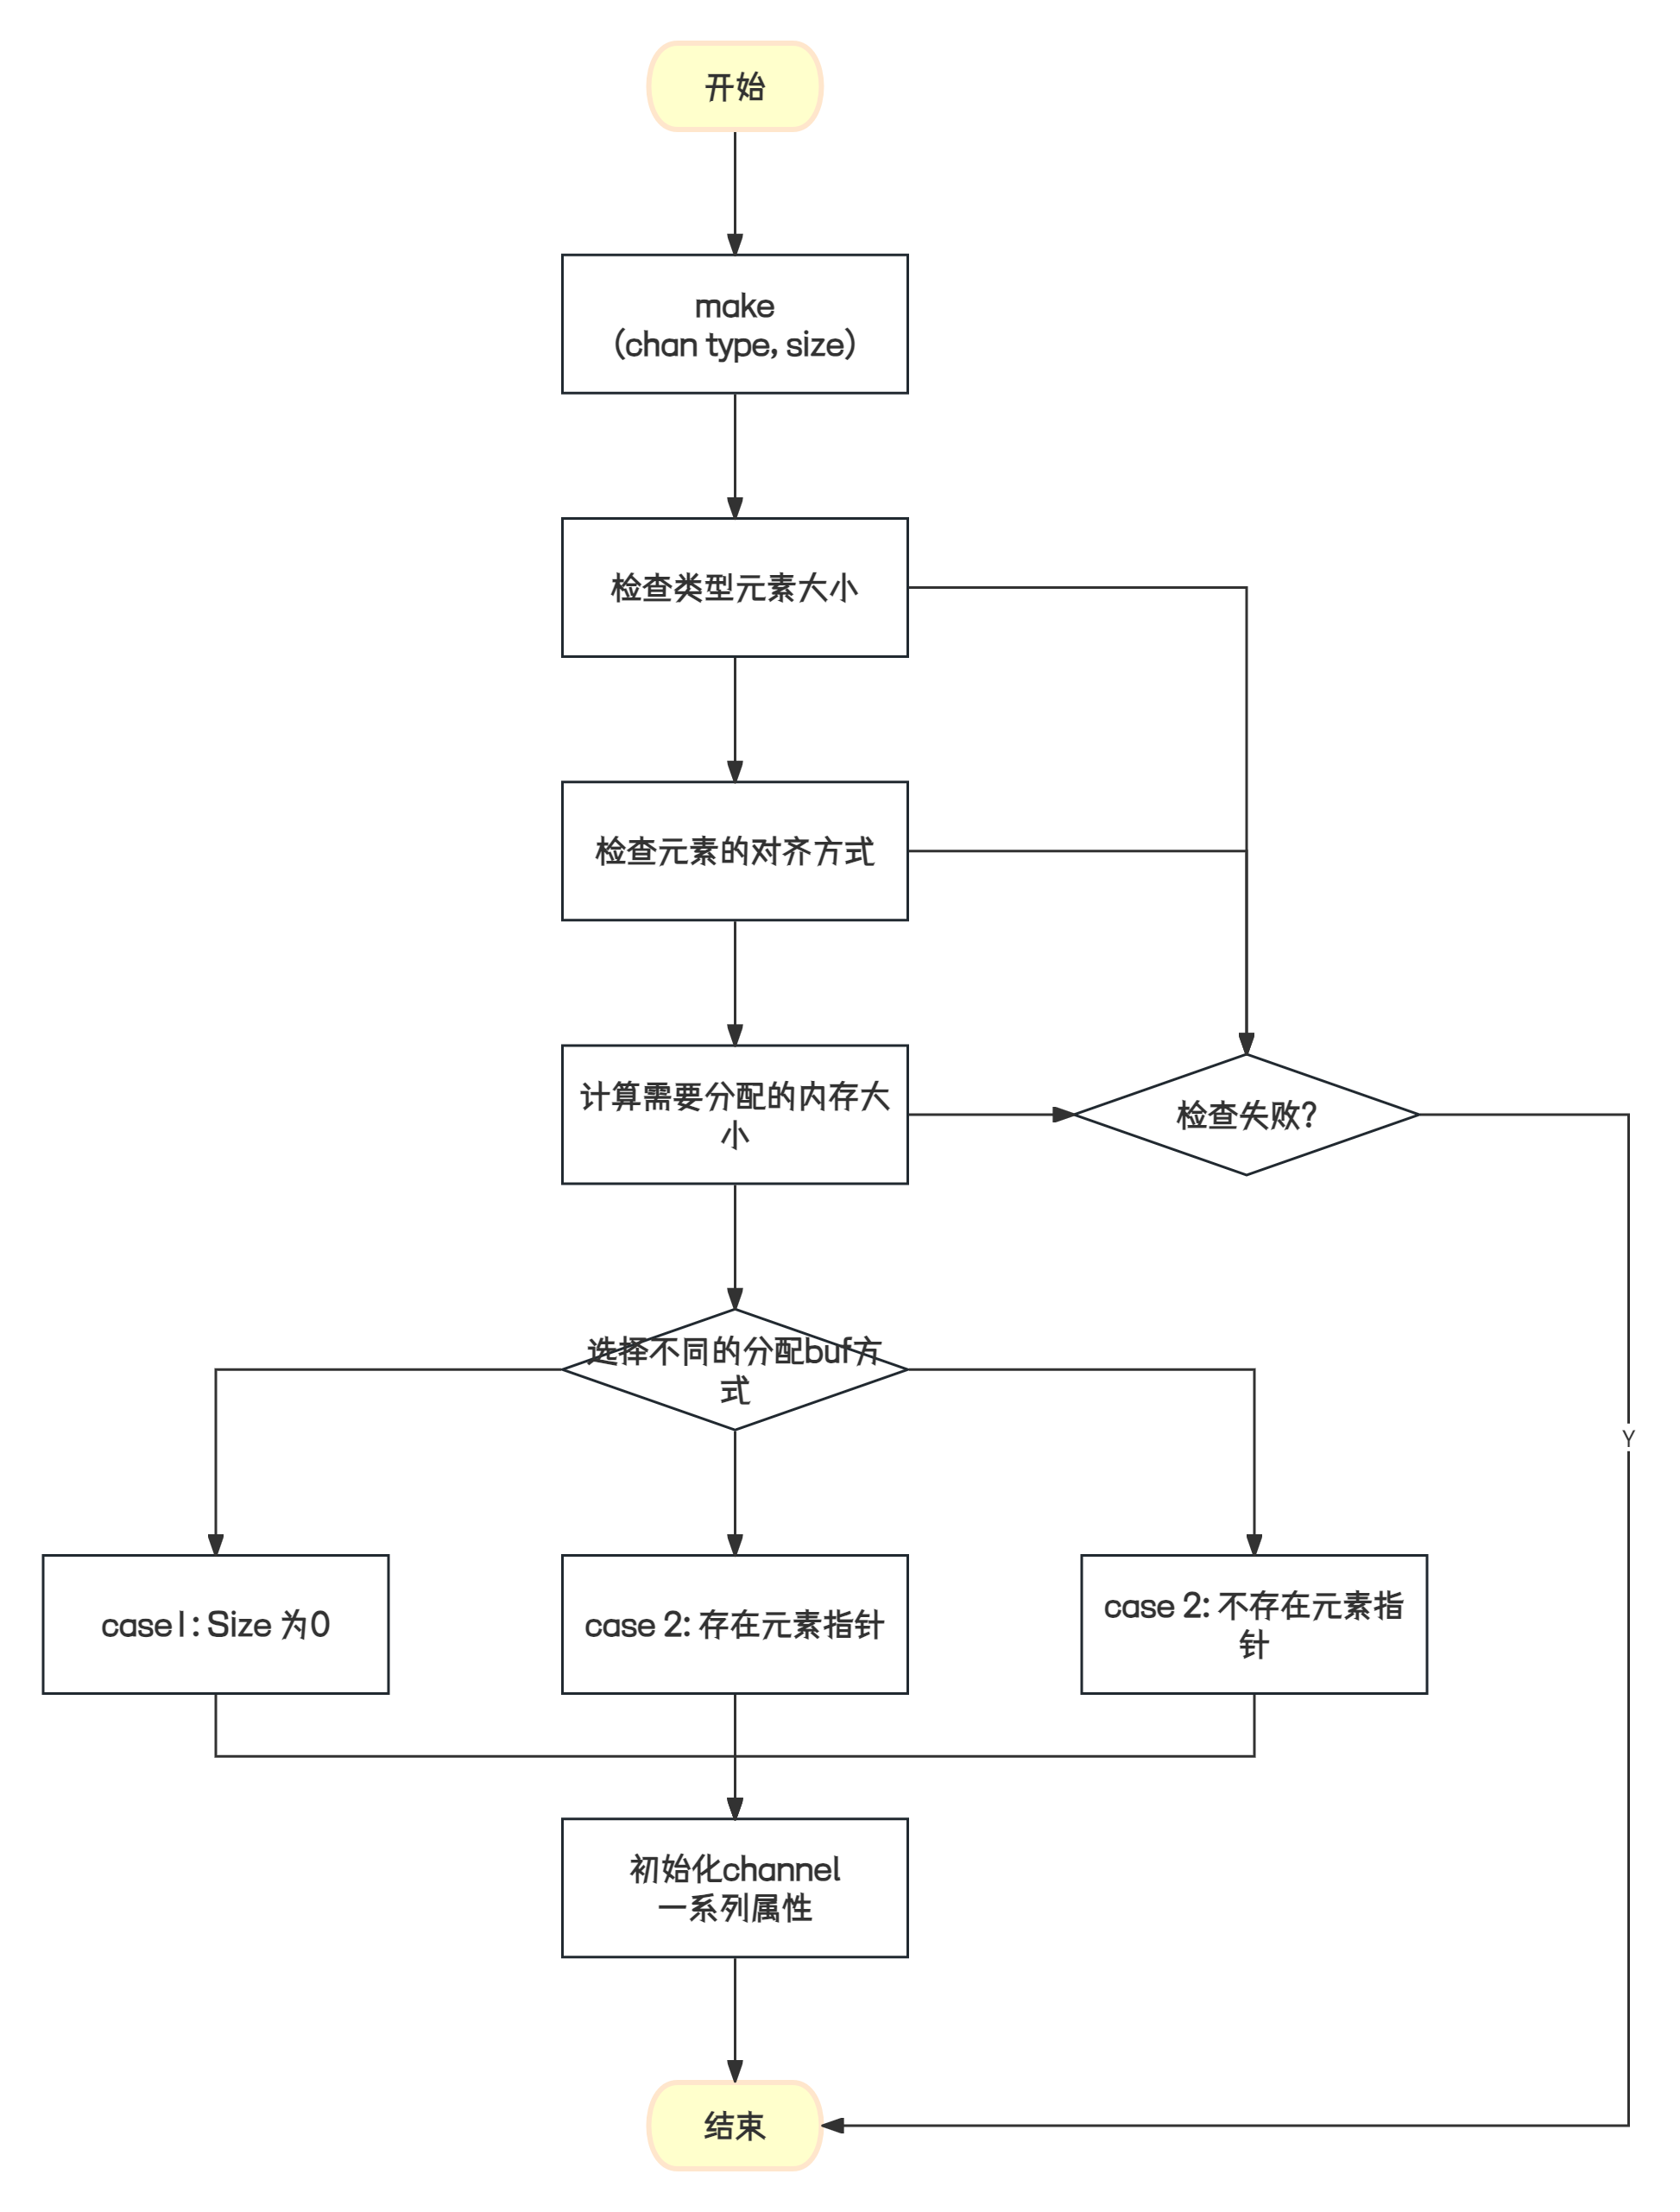 开始
make
(chan type, size)
检查类型元素大小
检查元素的对齐方式
计算需要分配的内存大
小
检查失败?
选择不同的分配buf方
式
Y
case1: Size 为0
case 2: 存在元素指针
case 2: 不存在元素指
针
初始化channel
一系列属性
结束